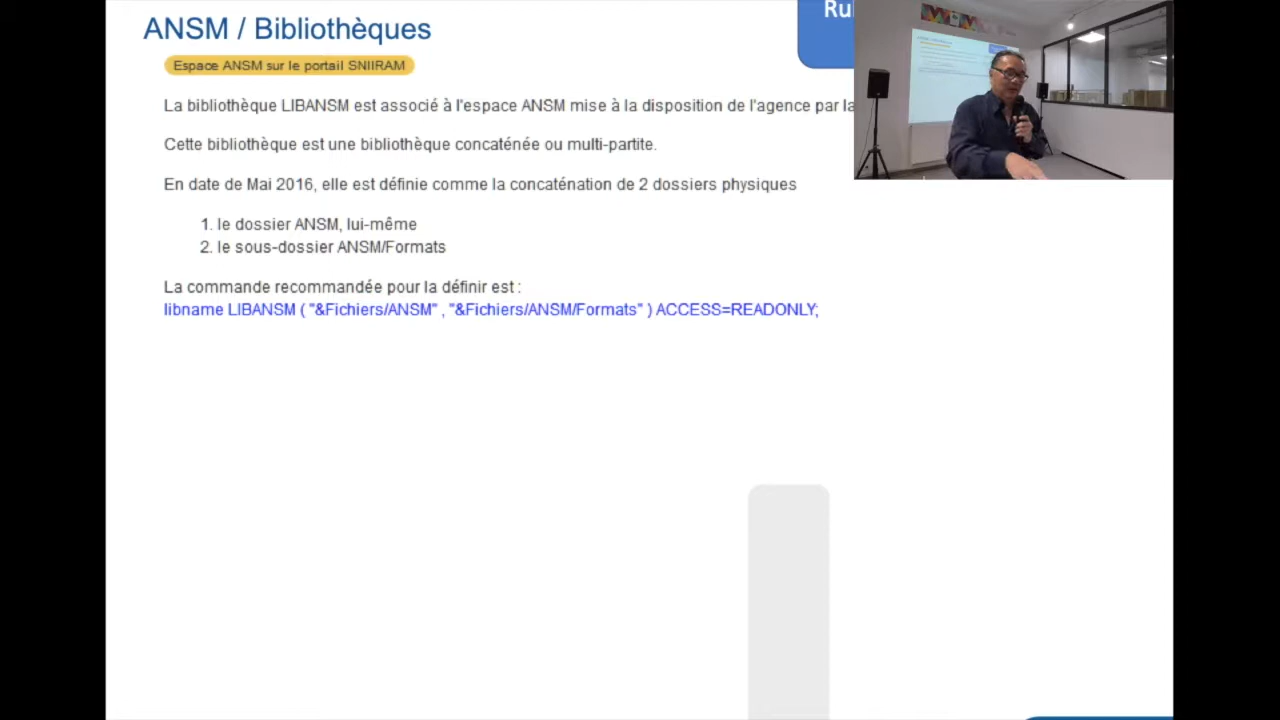 ANSM / Bibliothèques
Espace ANSM sur le portail SNIIRAM
La bibliothèque LIBANSM est associé à l'espace ANSM mise à la disposition de l'agence par la
Cette bibliothèque est une bibliothèque concaténée ou multi-partite.
En date de Mai 2016, elle est définie comme la concaténation de 2 dossiers physiques
1. le dossier ANSM, lui-même
2. le sous-dossier ANSM/Formats
La commande recommandée pour la définir est :
libname LIBANSM ( "&Fichiers/ANSM" , "&Fichiers/ANSM/Formats" ) ACCESS=READONLY;